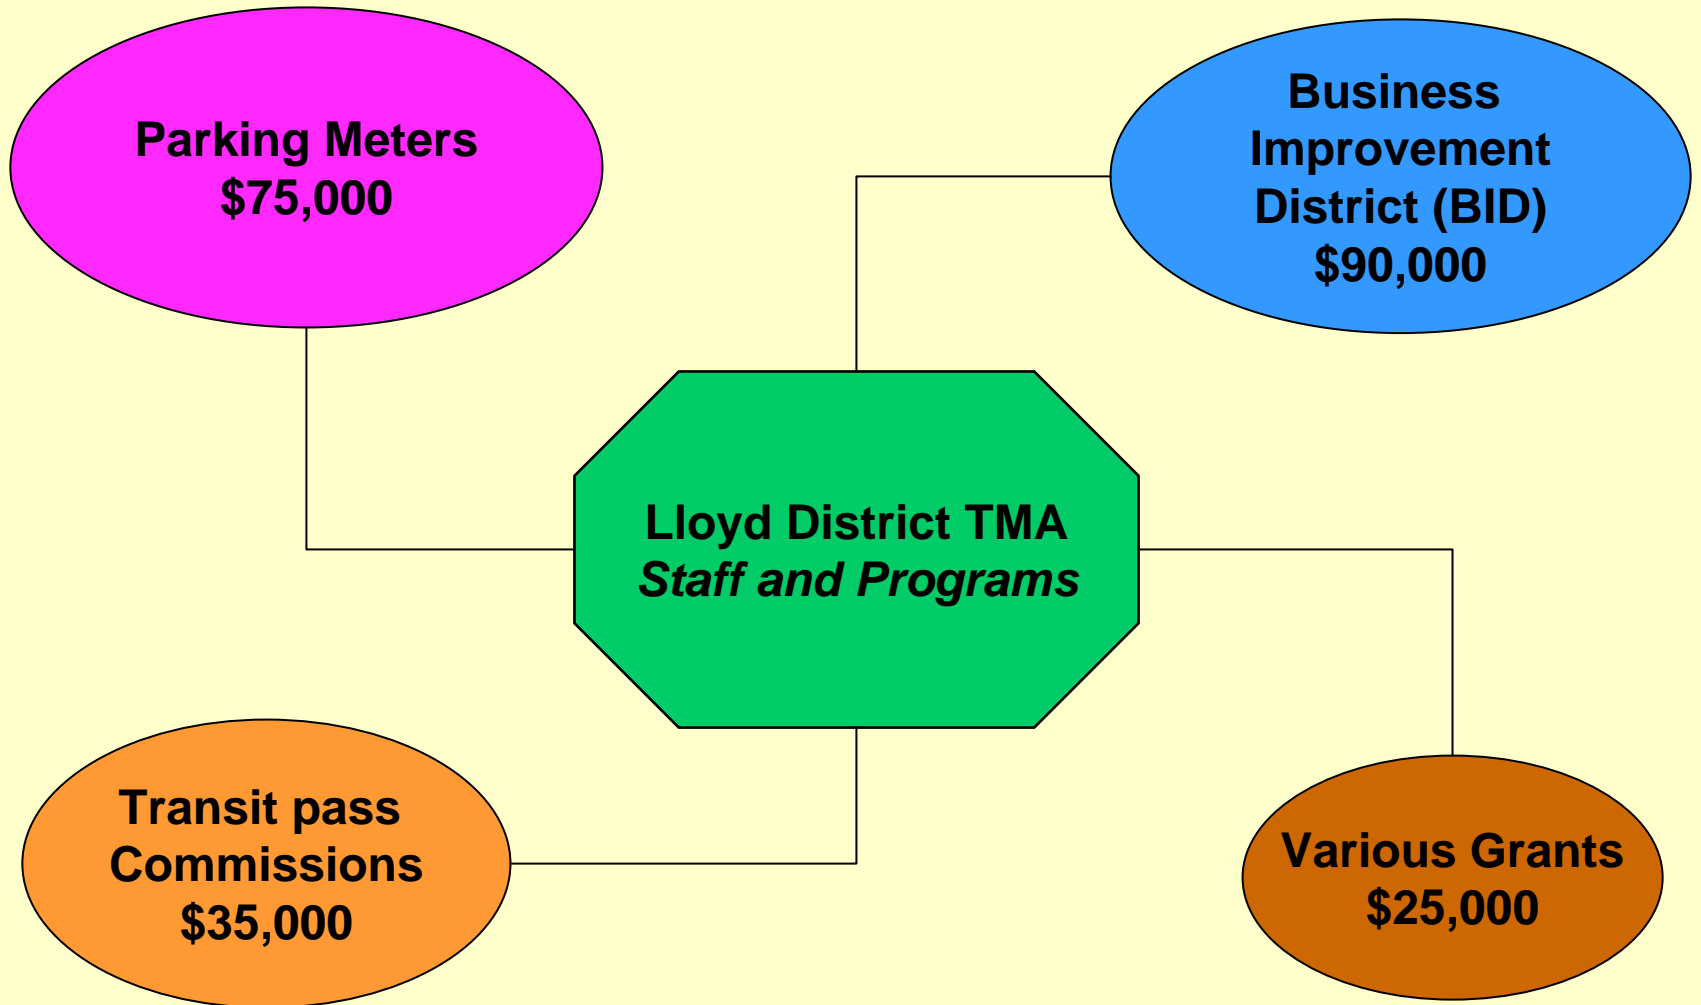 Parking Meters
$75,000
Business
Improvement
District (BID)
$90,000
Lloyd District TMA
Staff and Programs
Transit pass
Commissions
$35,000
Various Grants
$25,000